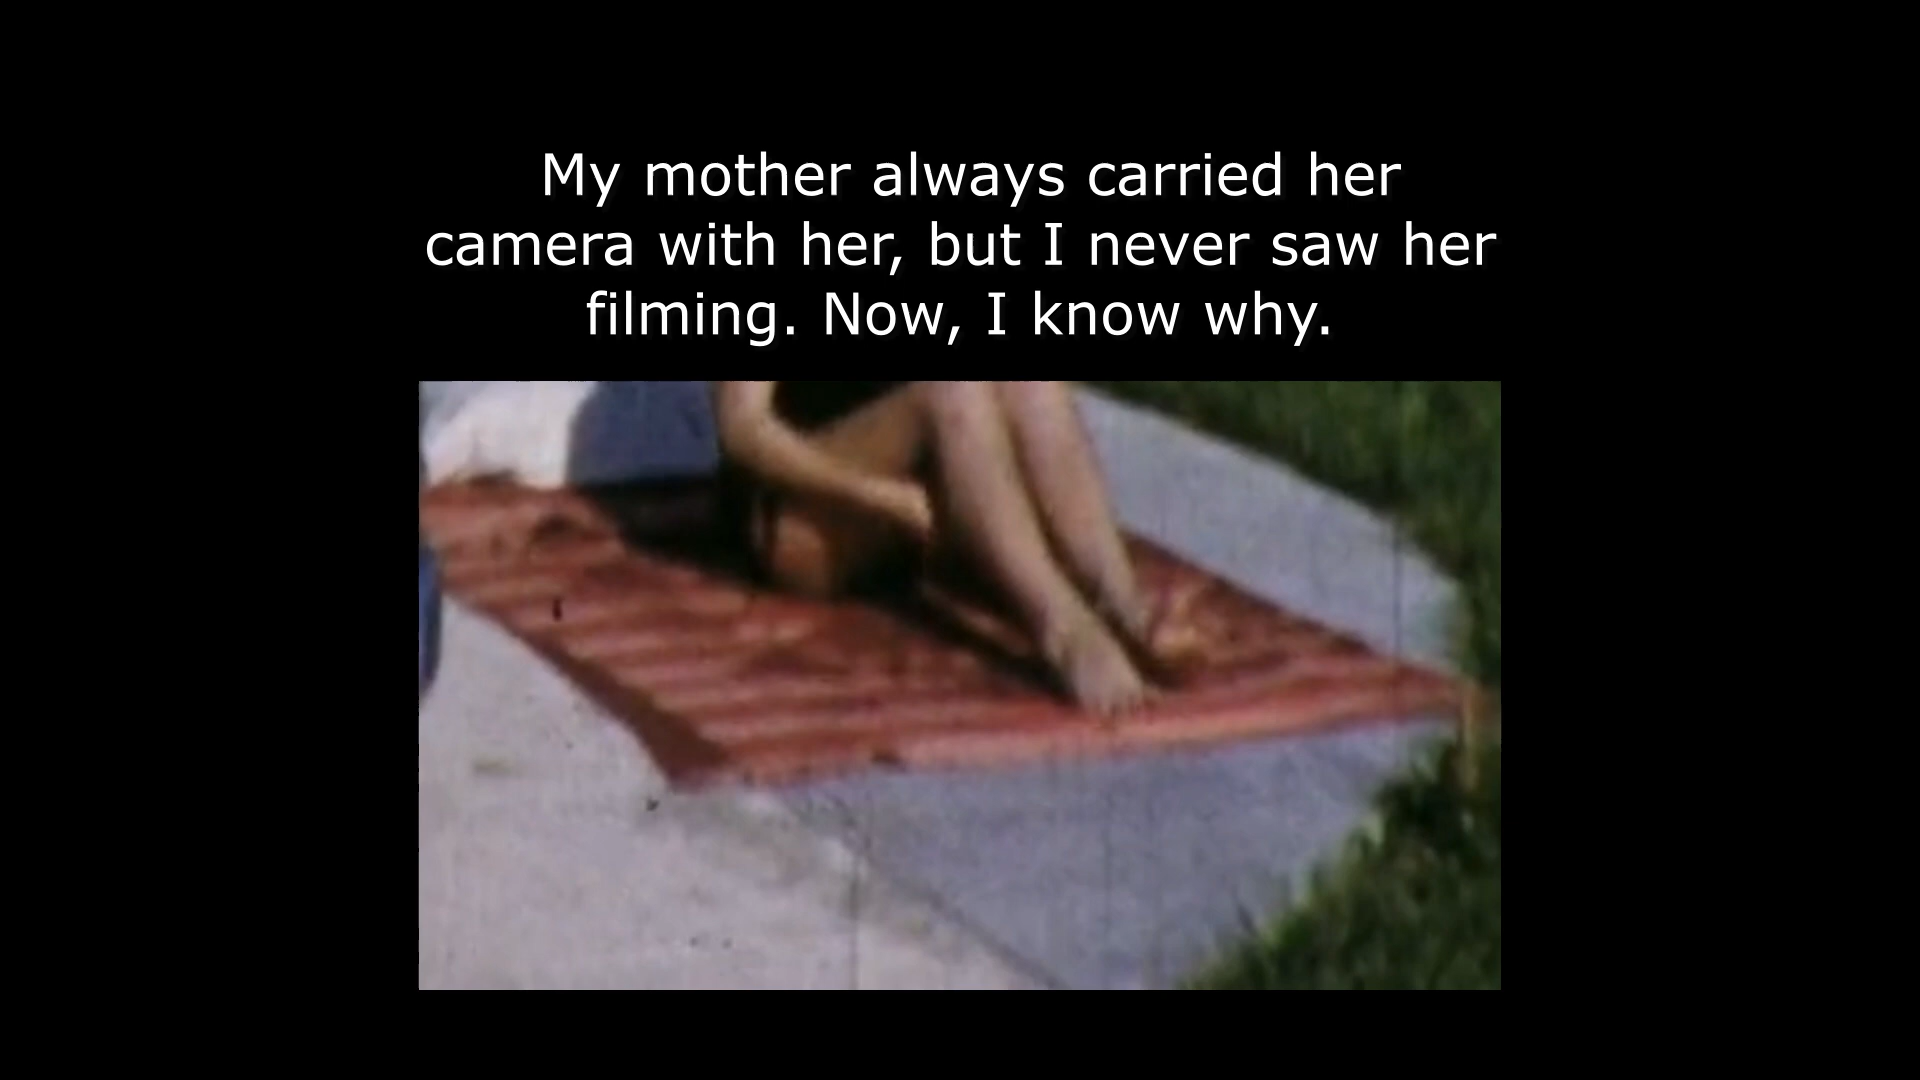 My mother always carried her
camera with her, but I never saw her
filming. Now, I know why.